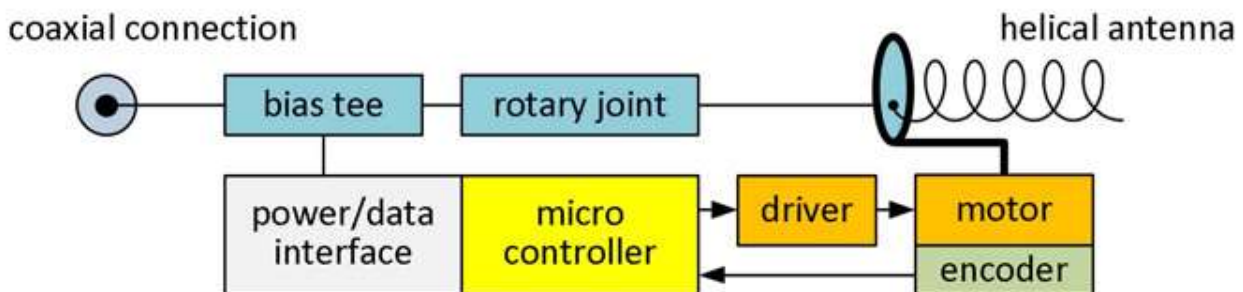 coaxial connection
helical antenna
bias tee
rotary joint
power/data
interface
micro
controller
driver
motor
encoder